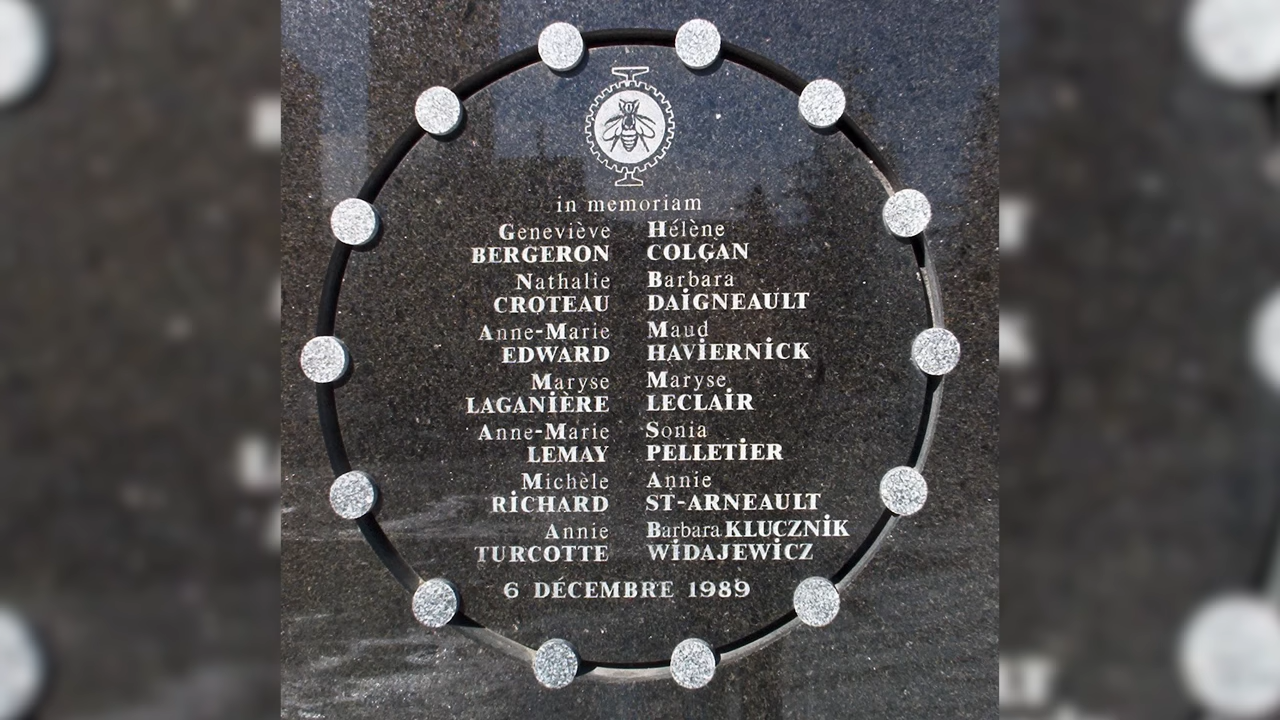 in memoriam
Geneviève Hélène
BERGERON COLGAN
Nathalie Barbara
CROTEAU DAIGNEAULT
Anne-Marie Maud
EDWARD HAVIERNICK
Maryse Maryse
LAGANIÈRE LECLAIR
Anne-Marie Sonia
LEMAY PELLETIER
Michèle Annie
RICHARD ST-ARNEAULT
Annie Barbara KLUCZNIK
TURCOTTE WIDAJEWICZ
6 DÉCEMBRE 1989